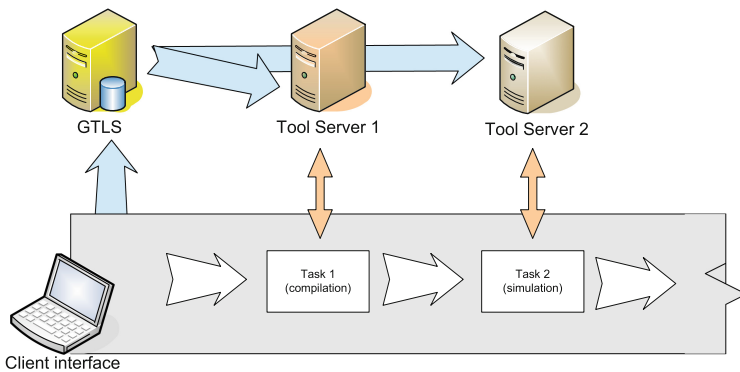 GTLS
Tool Server 1
Tool Server 2
Task 1
(compilation)
Task 2
(simulation)
Client interface